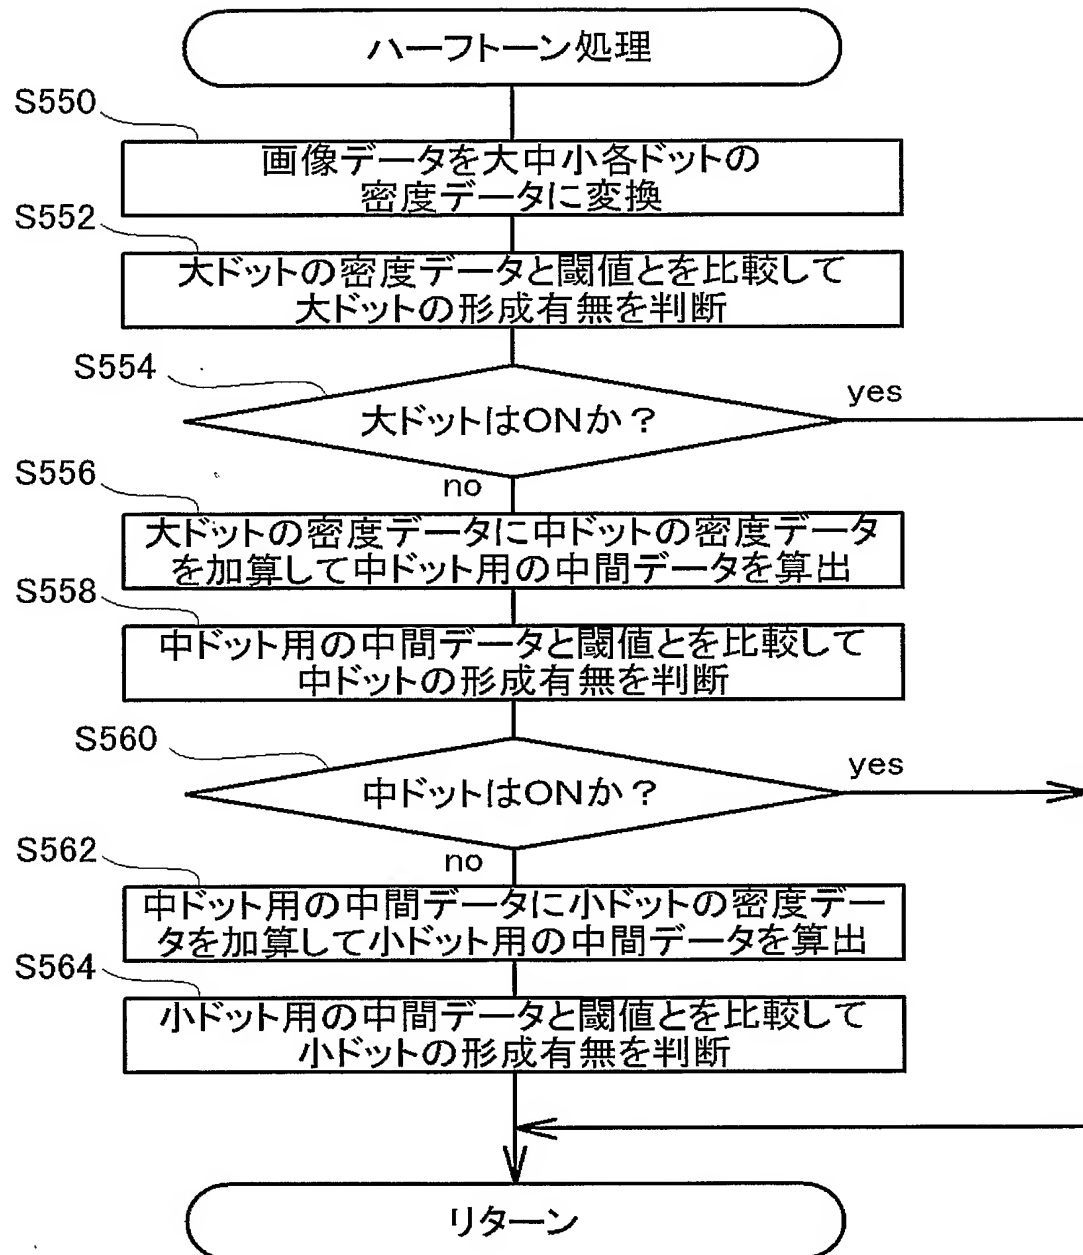 ハーフトーン処理
S550
画像データを大中小各ドットの
密度データに変換
S552
大ドットの密度データと閾値とを比較して
大ドットの形成有無を判断
S554
大ドットはONか？
yes
no
S556
大ドットの密度データに中ドットの密度データ
を加算して中ドット用の中間データを算出
S558
中ドット用の中間データと閾値とを比較して
中ドットの形成有無を判断
S560
中ドットはONか？
yes
no
S562
中ドット用の中間データに小ドットの密度デー
タを加算して小ドット用の中間データを算出
S564
小ドット用の中間データと閾値とを比較して
小ドットの形成有無を判断
リターン